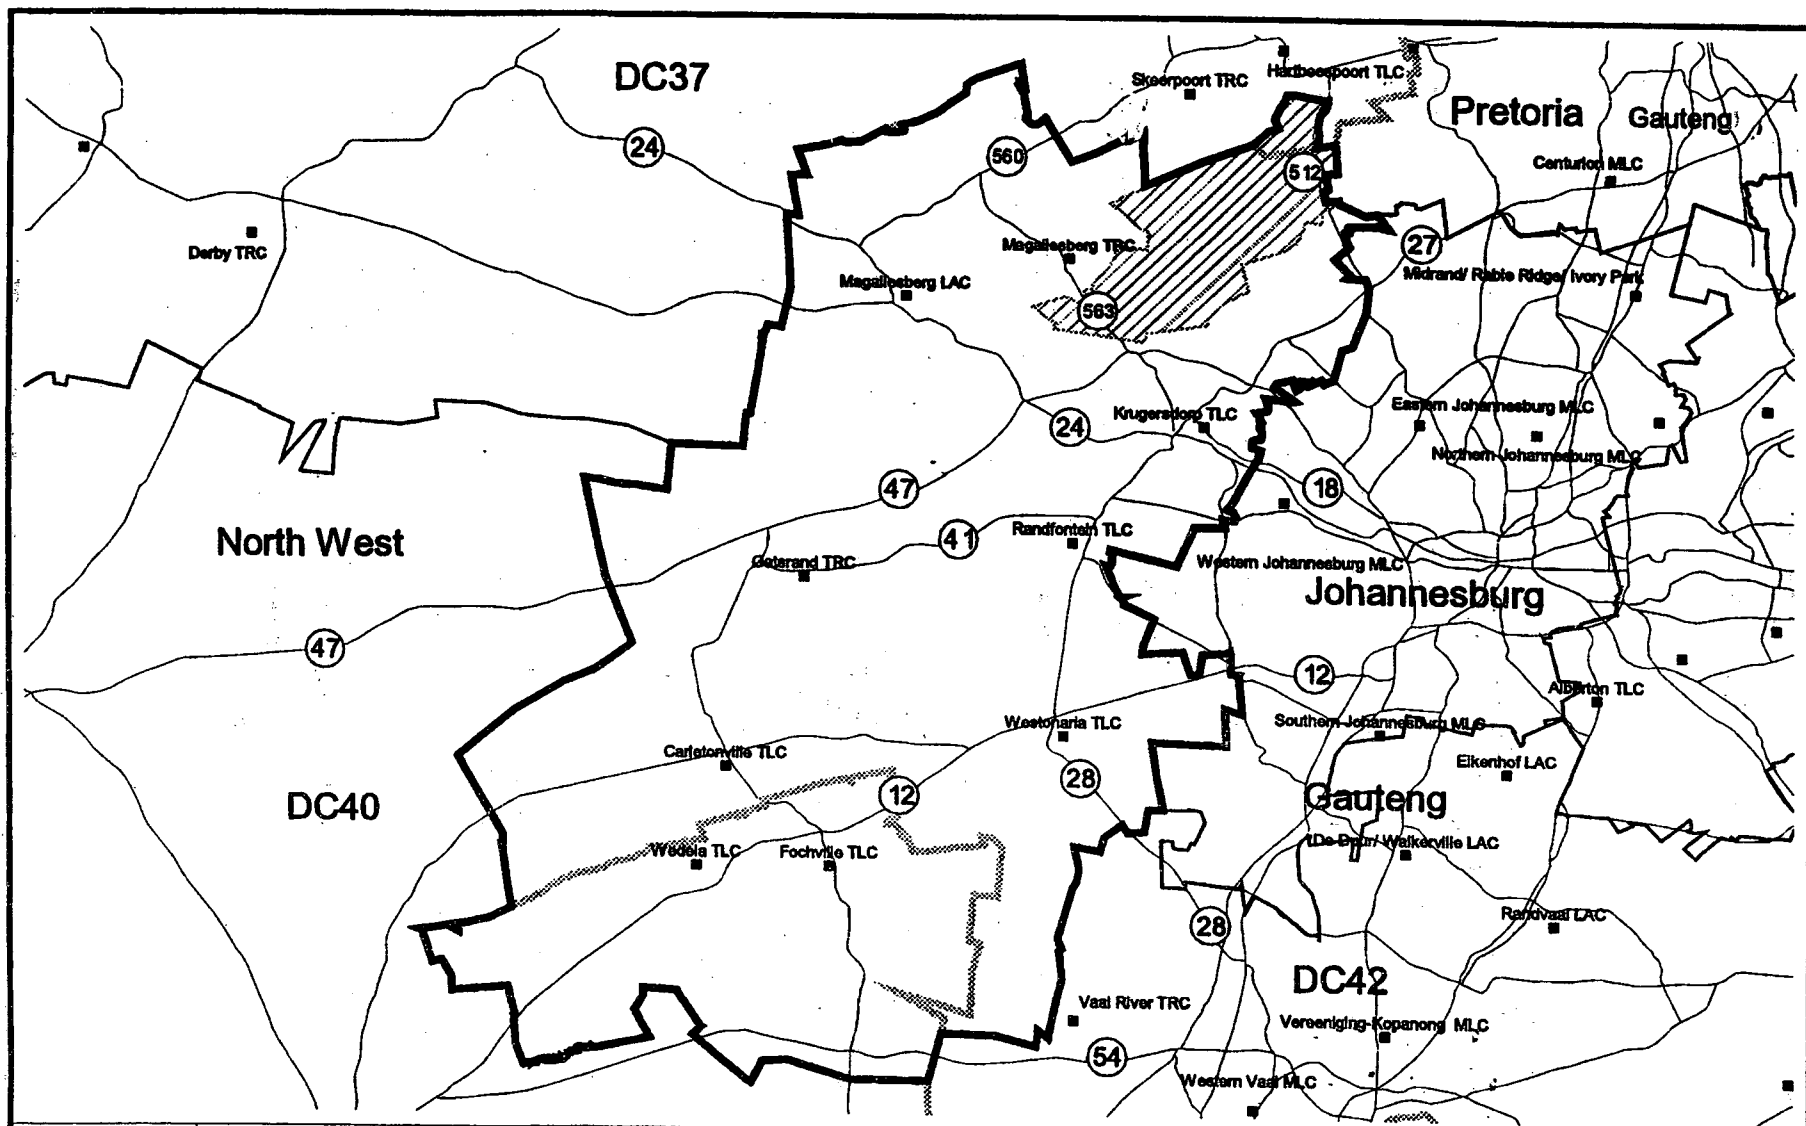 DC37
Skeerpoort TRC
Hartbeespoort TLC
Pretoria
Gauteng
24
560
512
Centurion MLC
Derby TRC
Magaliesberg TRC
27
Magaliesberg LAC
Midrand/ Rabie Ridge/ Ivory Park
563
24
Krugersdorp TLC
Eastern Johannesburg MLC
Northern Johannesburg MLC
47
18
North West
41
Randfontein TLC
Gatsrand TRC
Western Johannesburg MLC
Johannesburg
47
12
Alberton TLC
Westonaria TLC
Southern Johannesburg MLC
Carletonville TLC
Eikenhof LAC
28
12
DC40
Gauteng
Wedela TLC
Fochville TLC
De Deur/ Walkerville LAC
28
Randvaal LAC
DC42
Vaal River TRC
Vereeniging-Kopanong MLC
54
Western Vaal MLC